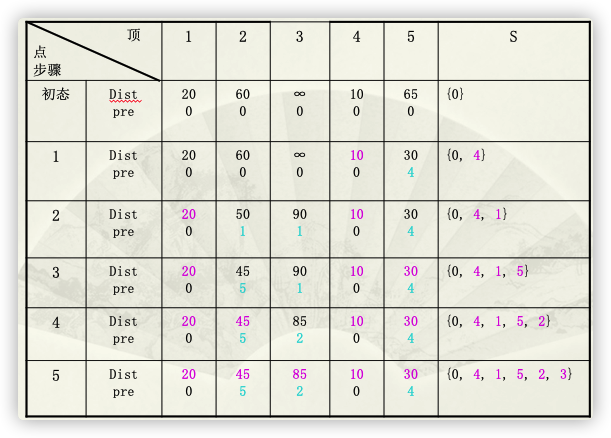 顶 1 2 3 4 5 S
点
步骤
初态 Dist 20 60 ∞ 10 65 {0}
pre 0 0 0 0 0
1 Dist 20 60 ∞ 10 30 {0, 4}
pre 0 0 0 0 4
2 Dist 20 50 90 10 30 {0, 4, 1}
pre 0 1 1 0 4
3 Dist 20 45 90 10 30 {0, 4, 1, 5}
pre 0 5 1 0 4
4 Dist 20 45 85 10 30 {0, 4, 1, 5, 2}
pre 0 5 2 0 4
5 Dist 20 45 85 10 30 {0, 4, 1, 5, 2, 3}
pre 0 5 2 0 4